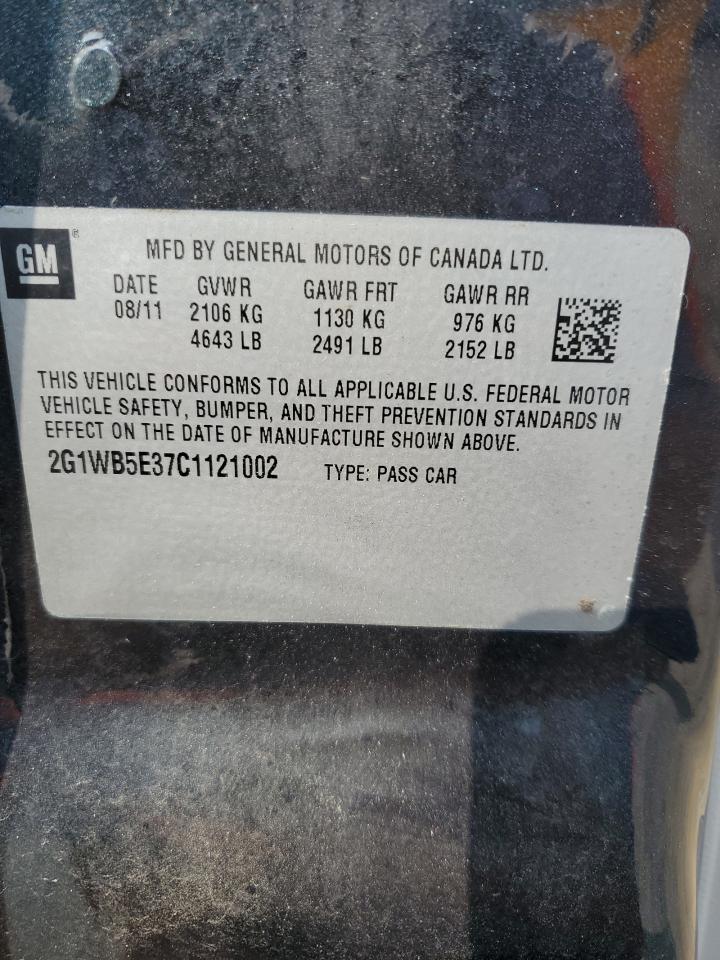 GM ®
MFD BY GENERAL MOTORS OF CANADA LTD.
DATE GVWR GAWR FRT GAWR RR
08/11 2106 KG 1130 KG 976 KG
4643 LB 2491 LB 2152 LB
THIS VEHICLE CONFORMS TO ALL APPLICABLE U.S. FEDERAL MOTOR
VEHICLE SAFETY, BUMPER, AND THEFT PREVENTION STANDARDS IN
EFFECT ON THE DATE OF MANUFACTURE SHOWN ABOVE.
2G1WB5E37C1121002 TYPE: PASS CAR